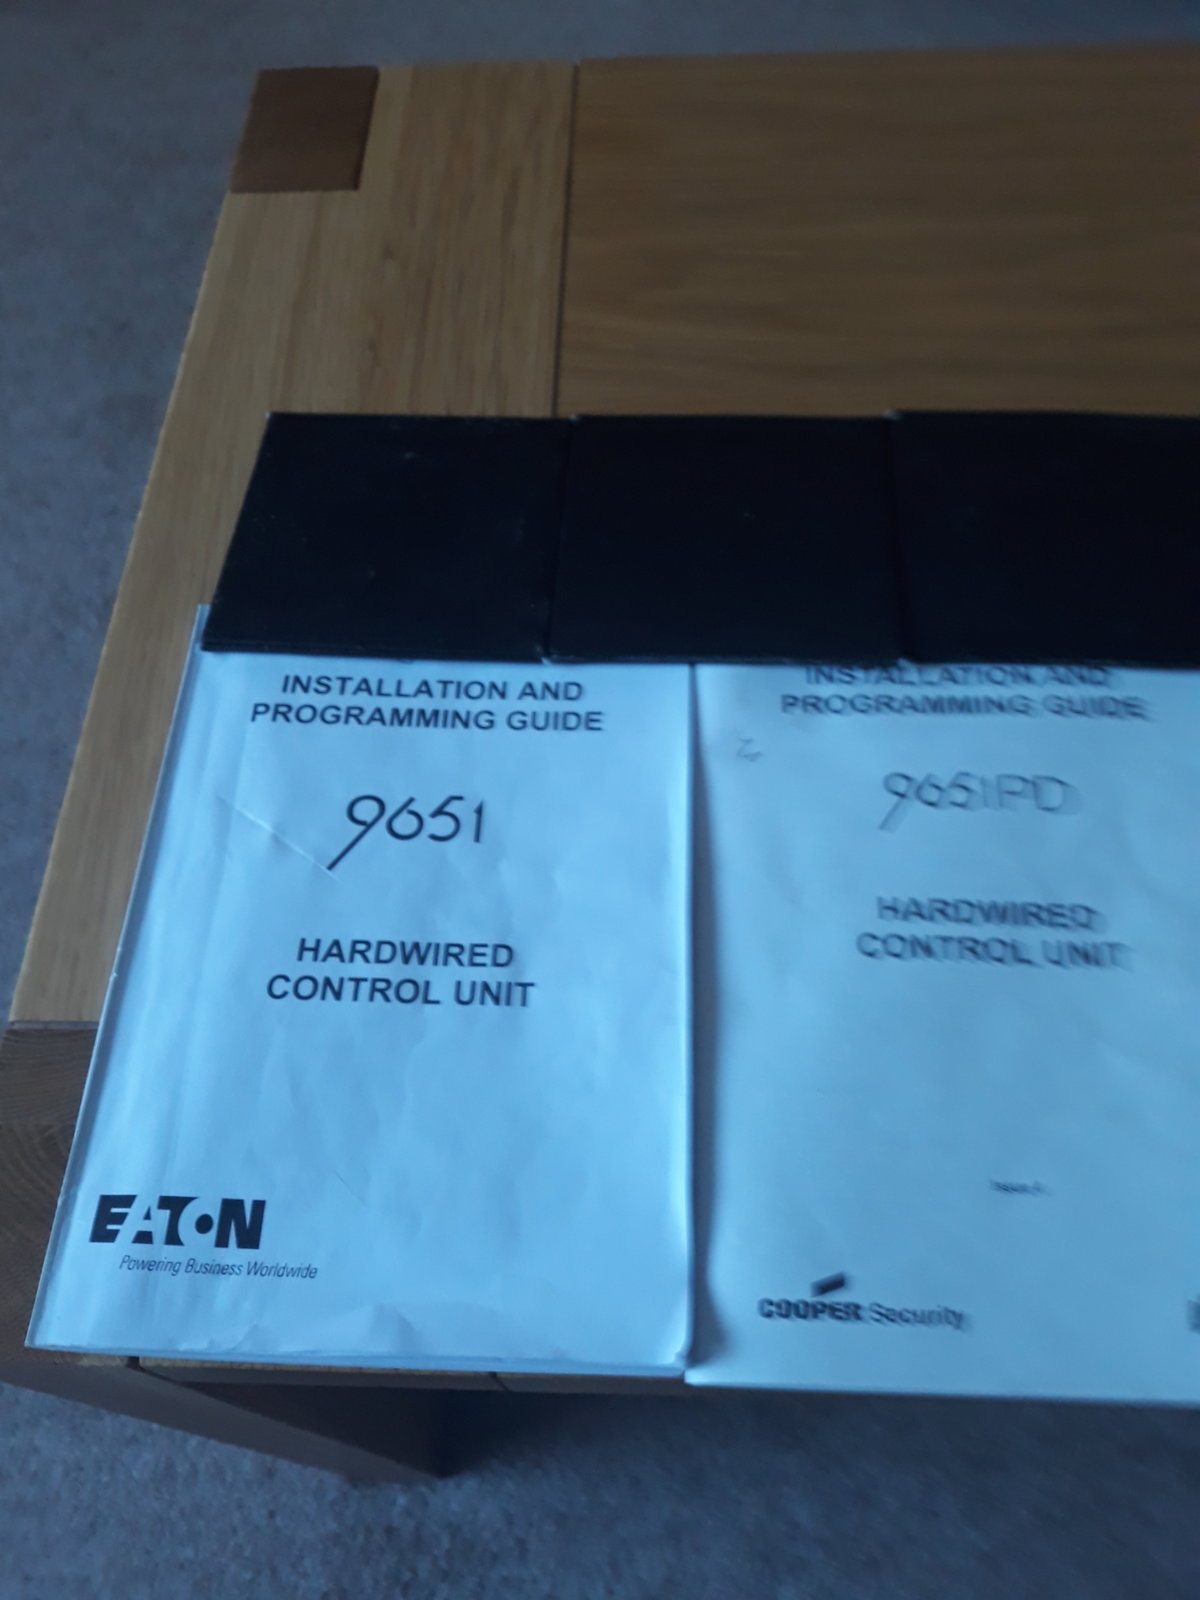 INSTALLATION AND
PROGRAMMING GUIDE
9651
HARDWIRED
CONTROL UNIT
EATON
Powering Business Worldwide
INSTALLATION AND
PROGRAMMING GUIDE
9651PD
HARDWIRED
CONTROL UNIT
COOPER Security